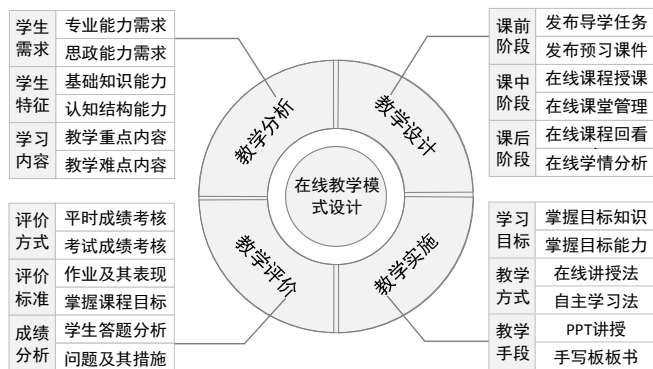 学生
需求
专业能力需求
思政能力需求
学生
特征
基础知识能力
认知结构能力
学习
内容
教学重点内容
教学难点内容
课前
阶段
发布导学任务
发布预习课件
课中
阶段
在线课程授课
在线课堂管理
课后
阶段
在线课程回看
在线学情分析
教学分析
教学设计
在线教学模
式设计
教学评价
教学实施
评价
方式
平时成绩考核
考试成绩考核
评价
标准
作业及其表现
掌握课程目标
成绩
分析
学生答题分析
问题及其措施
学习
目标
掌握目标知识
掌握目标能力
教学
方式
在线讲授法
自主学习法
教学
手段
PPT讲授
手写板板书